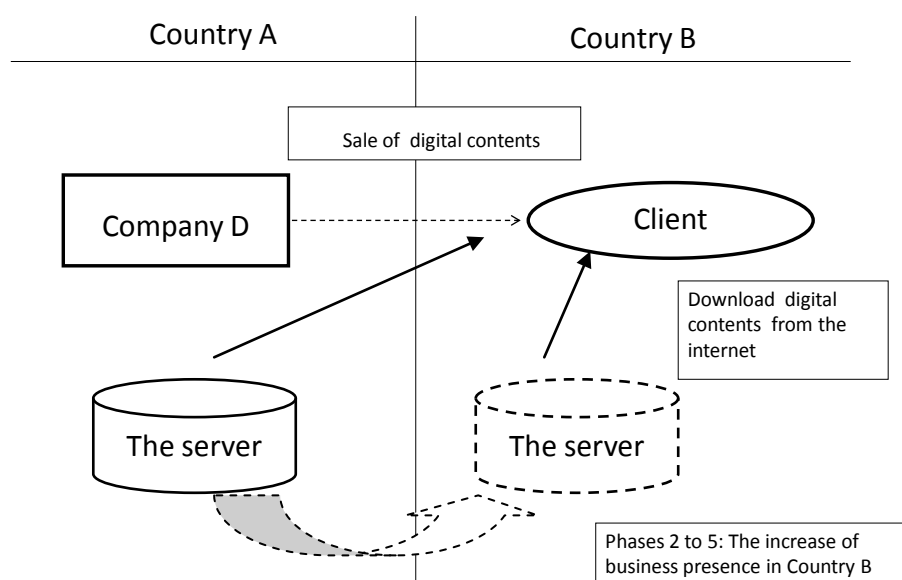 Country A
Country B
Sale of digital contents
Company D
Client
Download digital
contents from the
internet
The server
The server
Phases 2 to 5: The increase of
business presence in Country B